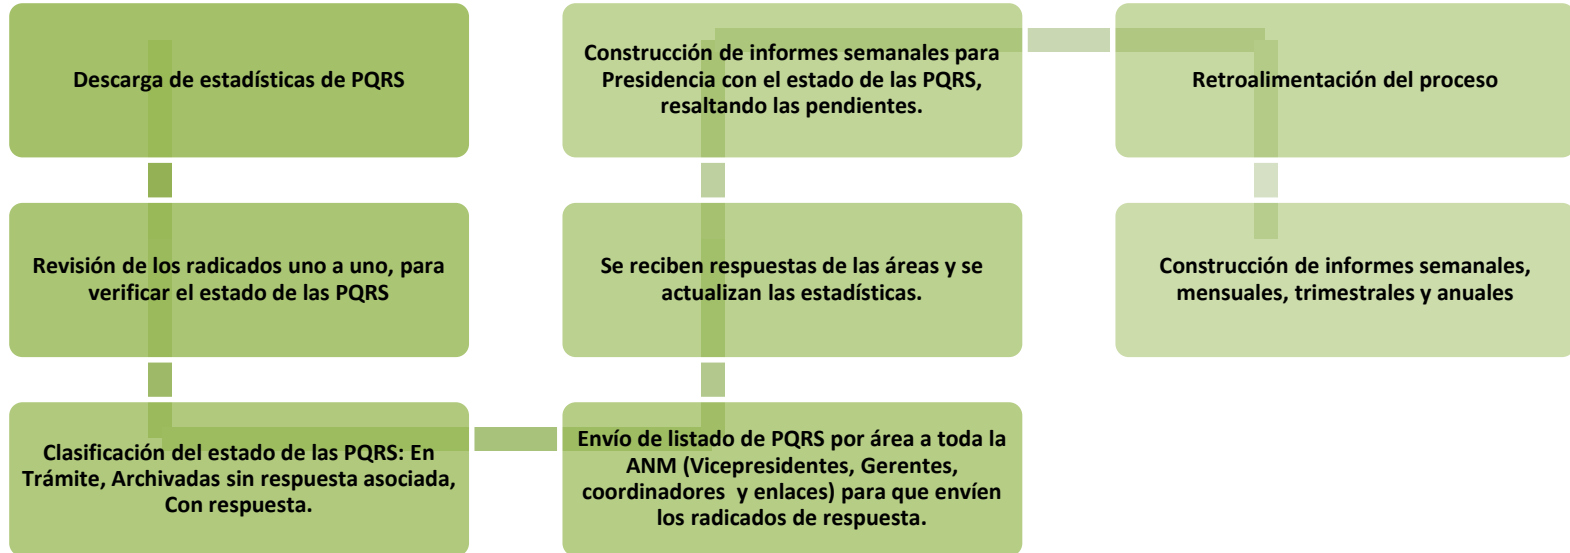 Descarga de estadísticas de PQRS
Revisión de los radicados uno a uno, para
verificar el estado de las PQRS
Clasificación del estado de las PQRS: En
Trámite, Archivadas sin respuesta asociada,
Con respuesta.
Envío de listado de PQRS por área a toda la
ANM (Vicepresidentes, Gerentes,
coordinadores y enlaces) para que envíen
los radicados de respuesta.
Se reciben respuestas de las áreas y se
actualizan las estadísticas.
Construcción de informes semanales para
Presidencia con el estado de las PQRS,
resaltando las pendientes.
Retroalimentación del proceso
Construcción de informes semanales,
mensuales, trimestrales y anuales